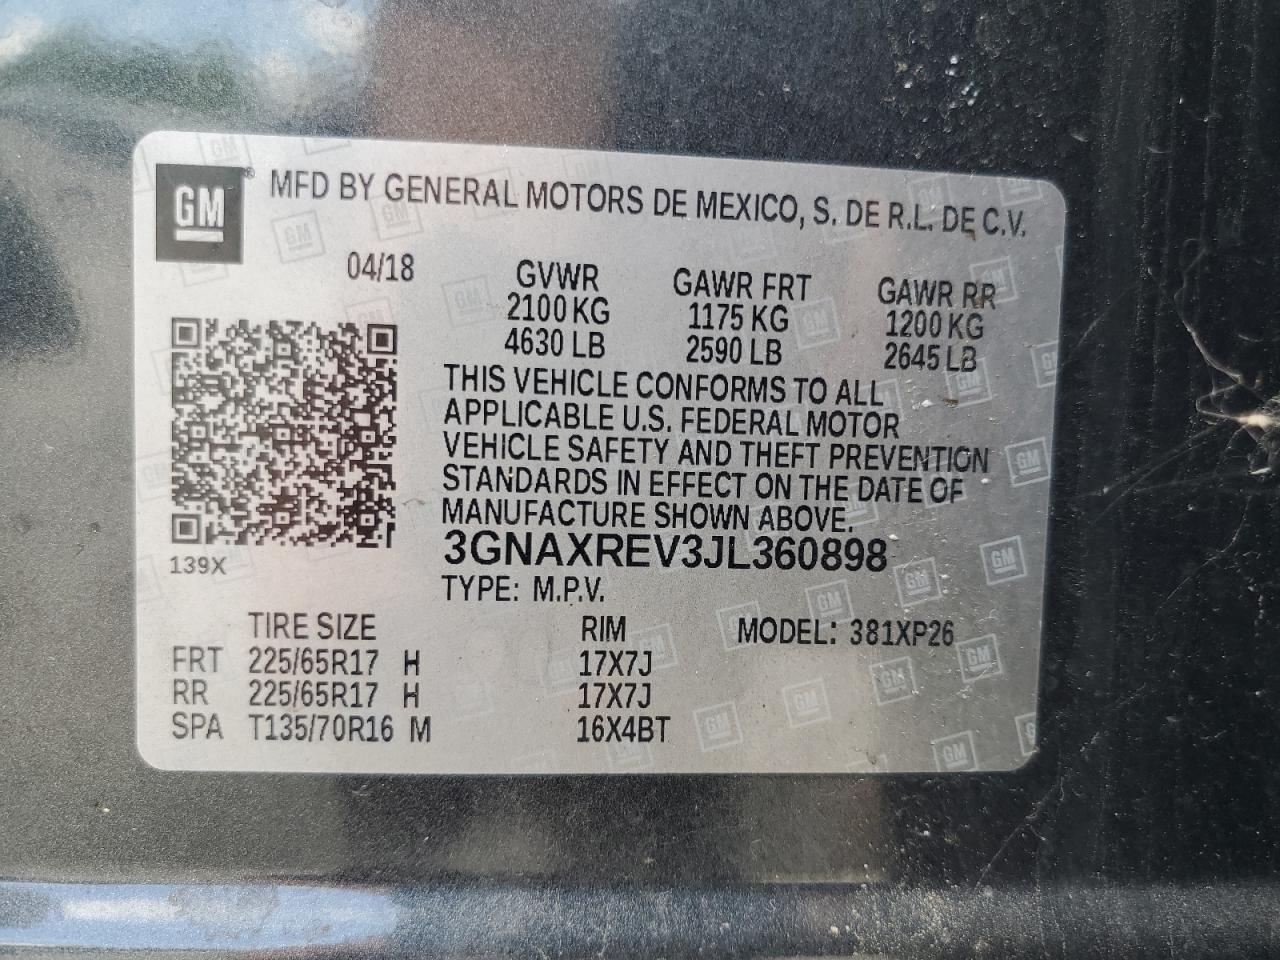 GM® MFD BY GENERAL MOTORS DE MEXICO, S. DE R.L. DE C.V.
04/18
GVWR GAWR FRT GAWR RR
2100 KG 1175 KG 1200 KG
4630 LB 2590 LB 2645 LB
THIS VEHICLE CONFORMS TO ALL
APPLICABLE U.S. FEDERAL MOTOR
VEHICLE SAFETY AND THEFT PREVENTION
STANDARDS IN EFFECT ON THE DATE OF
MANUFACTURE SHOWN ABOVE.
3GNAXREV3JL360898
139X
TYPE: M.P.V.
TIRE SIZE RIM MODEL: 381XP26
FRT 225/65R17 H 17X7J
RR 225/65R17 H 17X7J
SPA T135/70R16 M 16X4BT